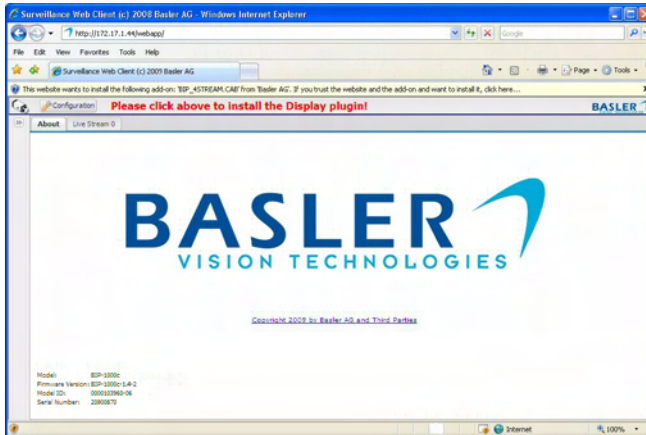 Surveillance Web Client (c) 2008 Basler AG - Windows Internet Explorer
http://172.17.1.44/webapp/
Google
File Edit View Favorites Tools Help
Surveillance Web Client (c) 2009 Basler AG
Page Tools
This website wants to install the following add-on: 'BIP_4STREAM.CAB' from 'Basler AG'. If you trust the website and the add-on and want to install it, click here...
Configuration Please click above to install the Display plugin! BASLER
About Live Stream 0
BASLER
VISION TECHNOLOGIES
Copyright 2009 by Basler AG and Third Parties
Model: BIP-1000c
Firmware Version: BIP-1000c-1.4-2
Model ID: 0000103960-06
Serial Number: 20900870
Internet 100%